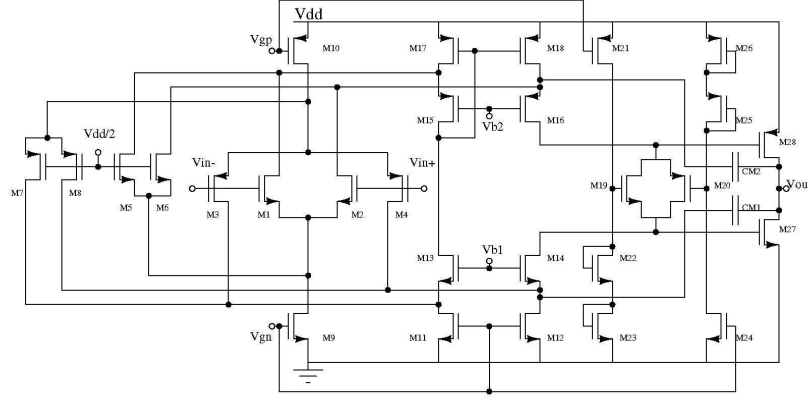 Vdd
Vgp
M10
M17
M18
M21
M26
Vdd/2
M15
Vb2
M16
M25
M28
Vin-
Vin+
CM2
M7
M8
M5
M6
M3
M1
M2
M4
M19
M20
Vou
CM1
M27
M13
Vb1
M14
M22
Vgn
M9
M11
M12
M23
M24